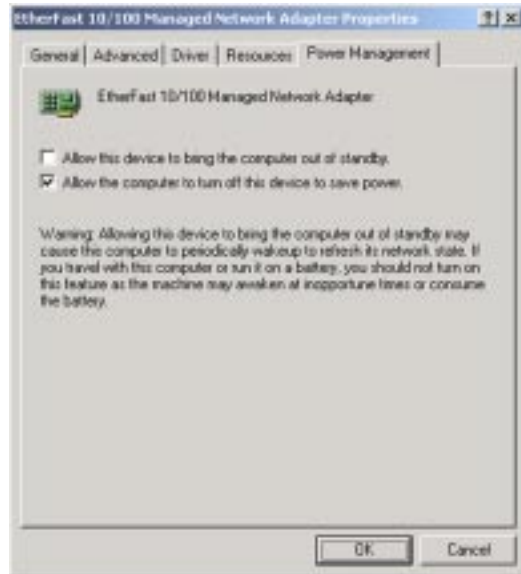 EtherFast 10/100 Managed Network Adapter Properties
General Advanced Driver Resources Power Management
EtherFast 10/100 Managed Network Adapter
Allow this device to bring the computer out of standby.
Allow the computer to turn off this device to save power.
Warning: Allowing this device to bring the computer out of standby may
cause the computer to periodically wakeup to refresh its network state. If
you travel with this computer or run it on a battery, you should not turn on
this feature as the machine may awaken at inopportune times or consume
the battery.
OK Cancel